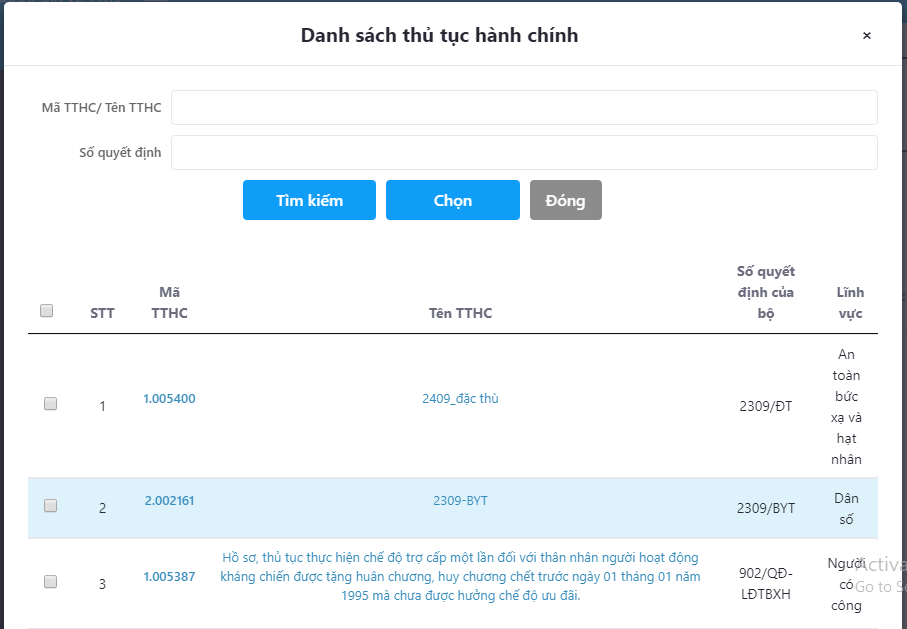 Danh sách thủ tục hành chính
×
Mã TTHC/ Tên TTHC
Số quyết định
Tìm kiếm
Chọn
Đóng
STT
Mã
TTHC
Tên TTHC
Số quyết
định của
bộ
Lĩnh
vực
1
1.005400
2409_đặc thù
2309/ĐT
An
toàn
bức
xạ và
hạt
nhân
2
2.002161
2309-BYT
2309/BYT
Dân
số
3
1.005387
Hồ sơ, thủ tục thực hiện chế độ trợ cấp một lần đối với thân nhân người hoạt động
kháng chiến được tặng huân chương, huy chương chết trước ngày 01 tháng 01 năm
1995 mà chưa được hưởng chế độ ưu đãi.
902/QĐ-
LĐTBXH
Người
có
công
Activa
Go to S